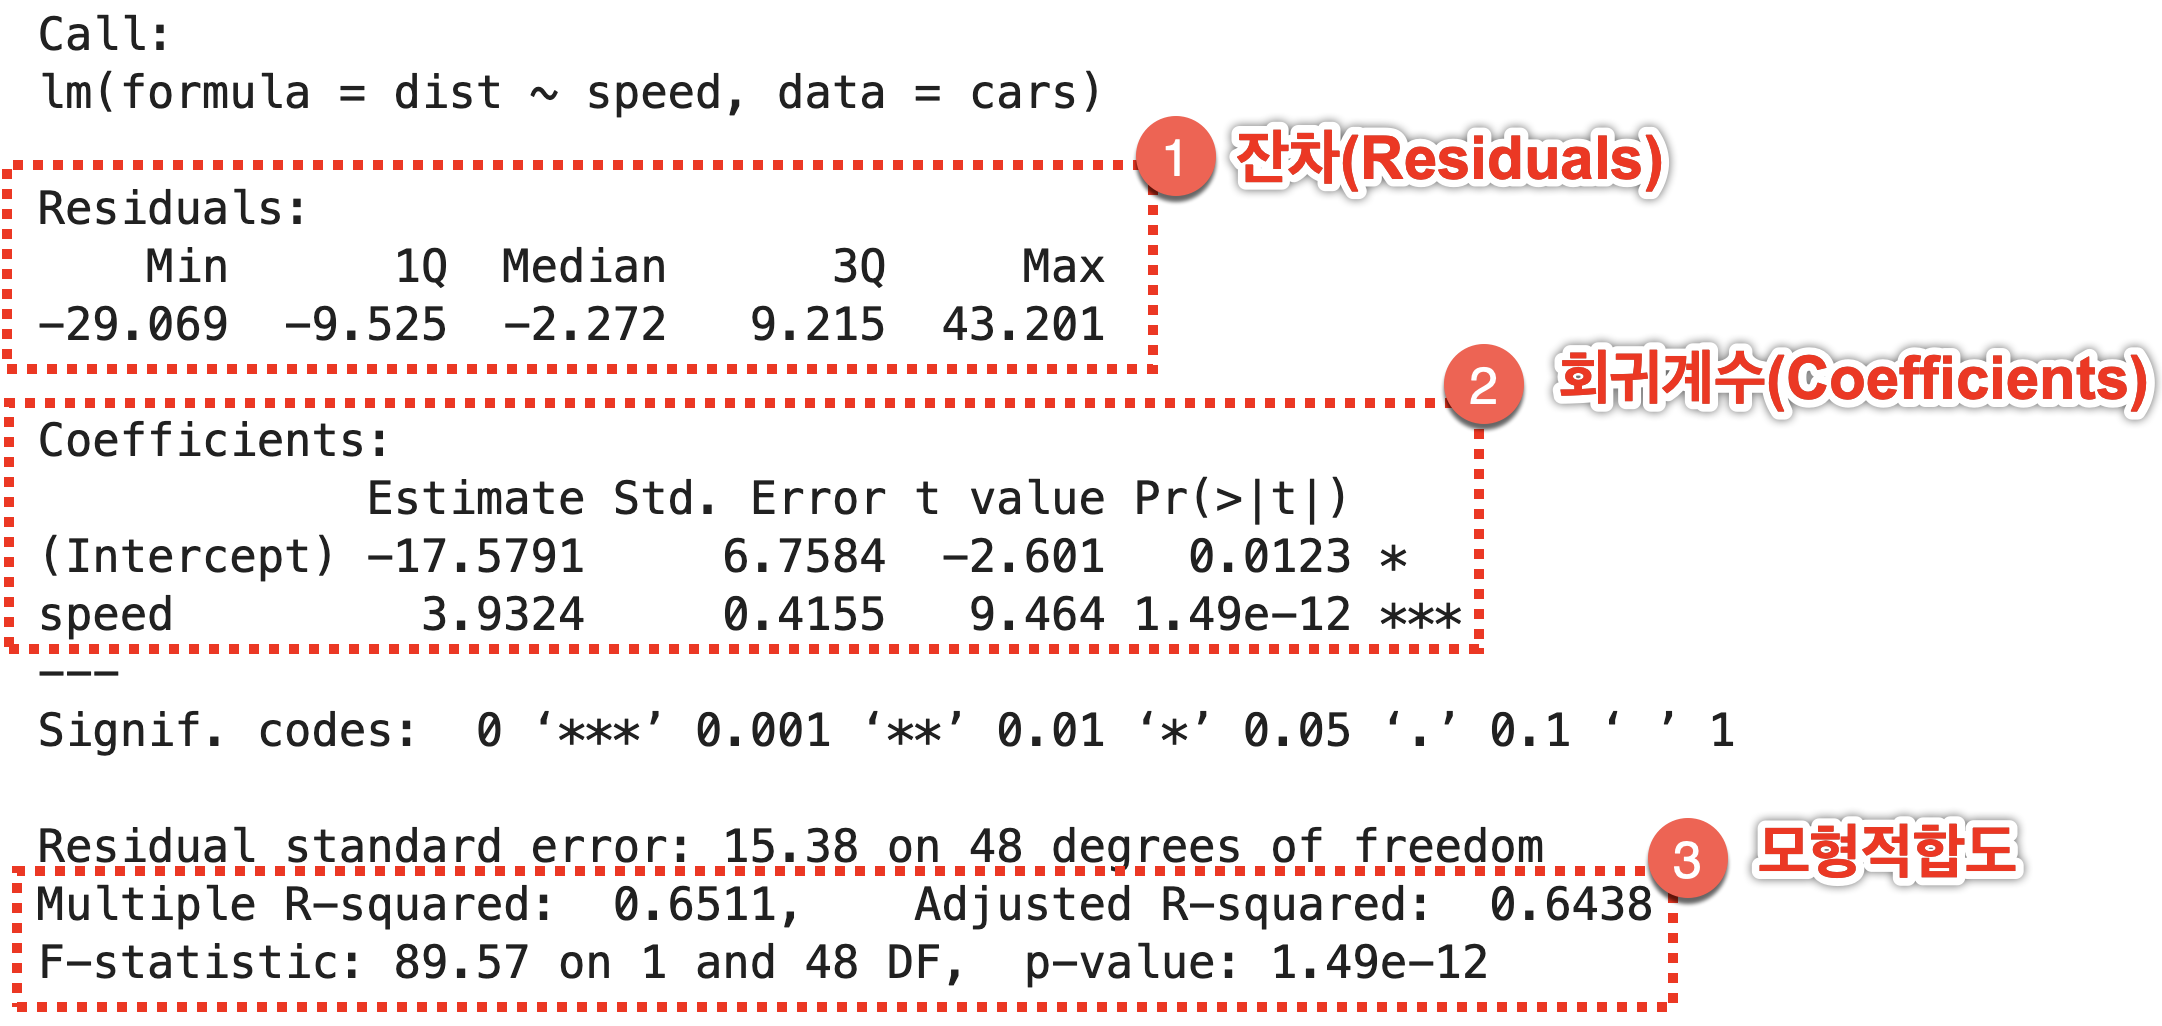 Call:
lm(formula = dist ~ speed, data = cars)
1 잔차(Residuals)
Residuals:
Min 1Q Median 3Q Max
-29.069 -9.525 -2.272 9.215 43.201
2 회귀계수(Coefficients)
Coefficients:
Estimate Std. Error t value Pr(>|t|)
(Intercept) -17.5791 6.7584 -2.601 0.0123 *
speed 3.9324 0.4155 9.464 1.49e-12 ***
---
Signif. codes: 0 ‘***’ 0.001 ‘**’ 0.01 ‘*’ 0.05 ‘.’ 0.1 ‘ ’ 1
Residual standard error: 15.38 on 48 degrees of freedom
3 모형적합도
Multiple R-squared: 0.6511, Adjusted R-squared: 0.6438
F-statistic: 89.57 on 1 and 48 DF, p-value: 1.49e-12